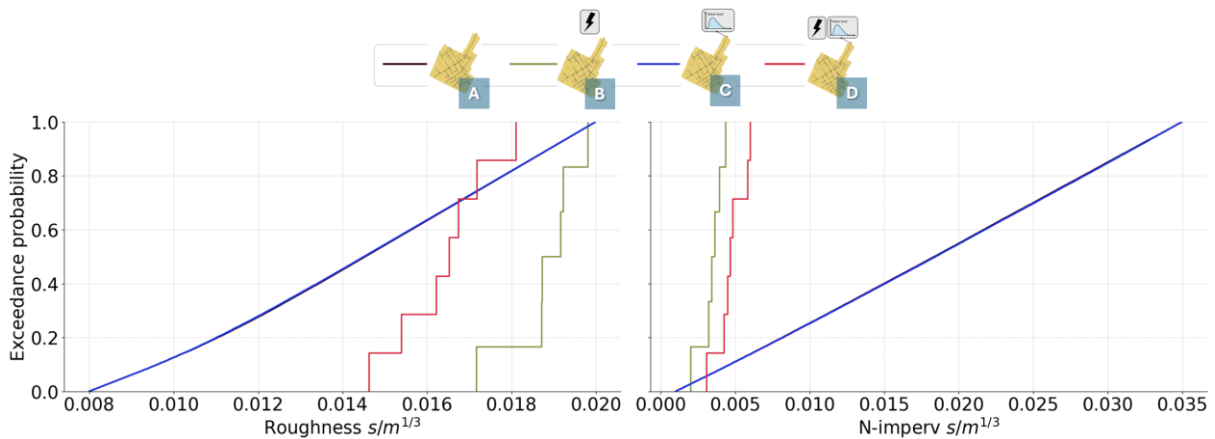 A
B
C
D
Exceedance probability
1.0
0.8
0.6
0.4
0.2
0.0
0.008 0.010 0.012 0.014 0.016 0.018 0.020
Roughness s/m^{1/3}
0.000 0.005 0.010 0.015 0.020 0.025 0.030 0.035
N-imperv s/m^{1/3}